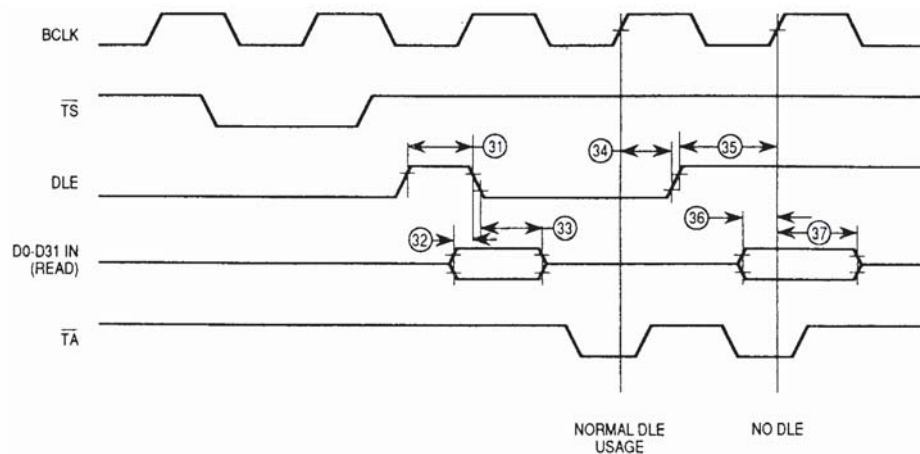 BCLK
TS
31
34
35
DLE
36
32
33
37
D0-D31 IN
(READ)
TA
NORMAL DLE
USAGE
NO DLE